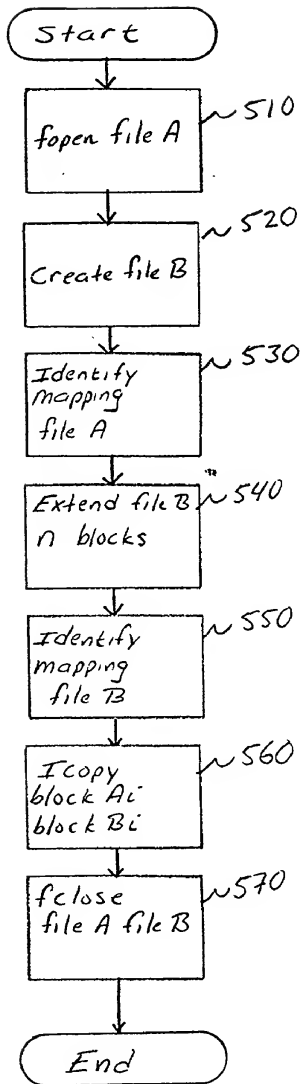 Start
fopen file A
510
Create file B
520
Identify
mapping
file A
530
Extend file B
n blocks
540
Identify
mapping
file B
550
Icopy
block Ai
block Bi
560
fclose
file A file B
570
End